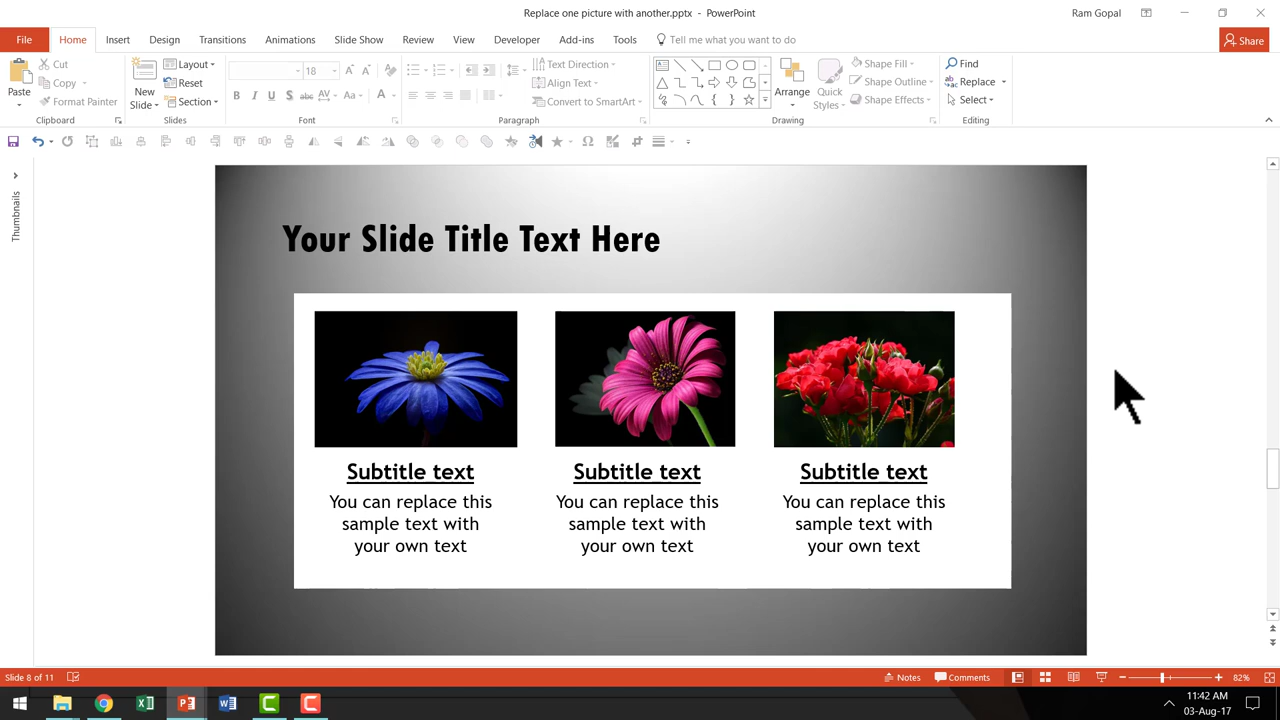 Replace one picture with another.pptx - PowerPoint
Ram Gopal
File Home Insert Design Transitions Animations Slide Show Review View Developer Add-ins Tools Tell me what you want to do Share
Paste
Cut
Copy
Format Painter
Clipboard
New Slide
Layout
Reset
Section
Slides
18
B I U S abc AV Aa A
Font
Text Direction
Align Text
Convert to SmartArt
Paragraph
Arrange
Quick Styles
Shape Fill
Shape Outline
Shape Effects
Drawing
Find
Replace
Select
Editing
Thumbnails
Your Slide Title Text Here
Subtitle text
You can replace this
sample text with
your own text
Subtitle text
You can replace this
sample text with
your own text
Subtitle text
You can replace this
sample text with
your own text
Slide 8 of 11
Notes
Comments
82%
11:42 AM
03-Aug-17